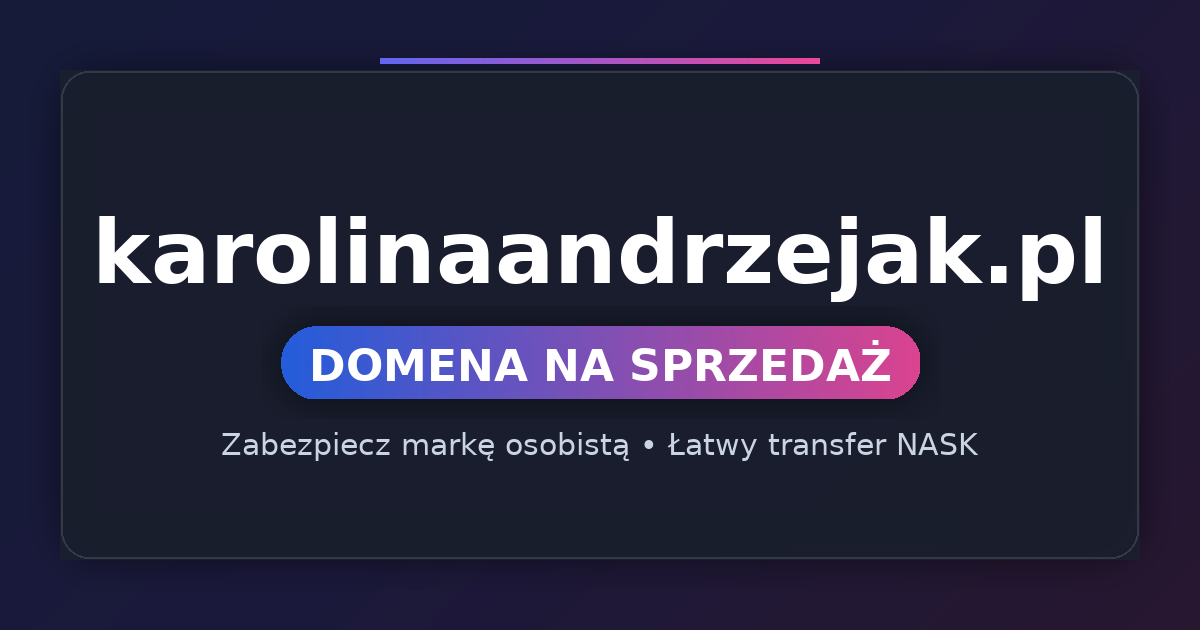 karolinaandrzejak.pl
DOMENA NA SPRZEDAŻ
Zabezpiecz markę osobistą • Łatwy transfer NASK